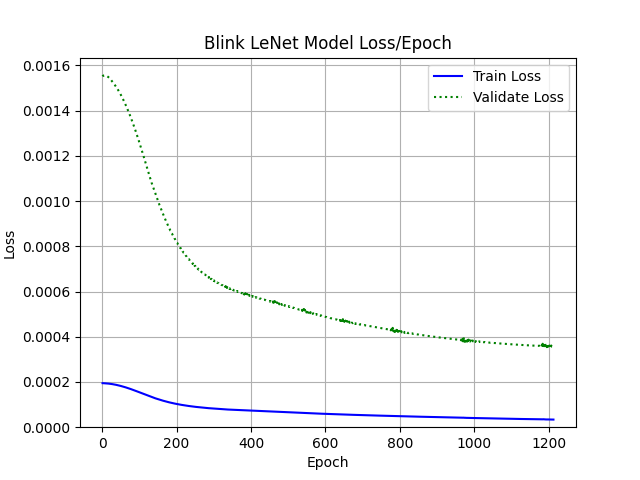 Blink LeNet Model Loss/Epoch
0.0016
0.0014
0.0012
0.0010
0.0008
0.0006
0.0004
0.0002
0.0000
Loss
Train Loss
Validate Loss
0 200 400 600 800 1000 1200
Epoch